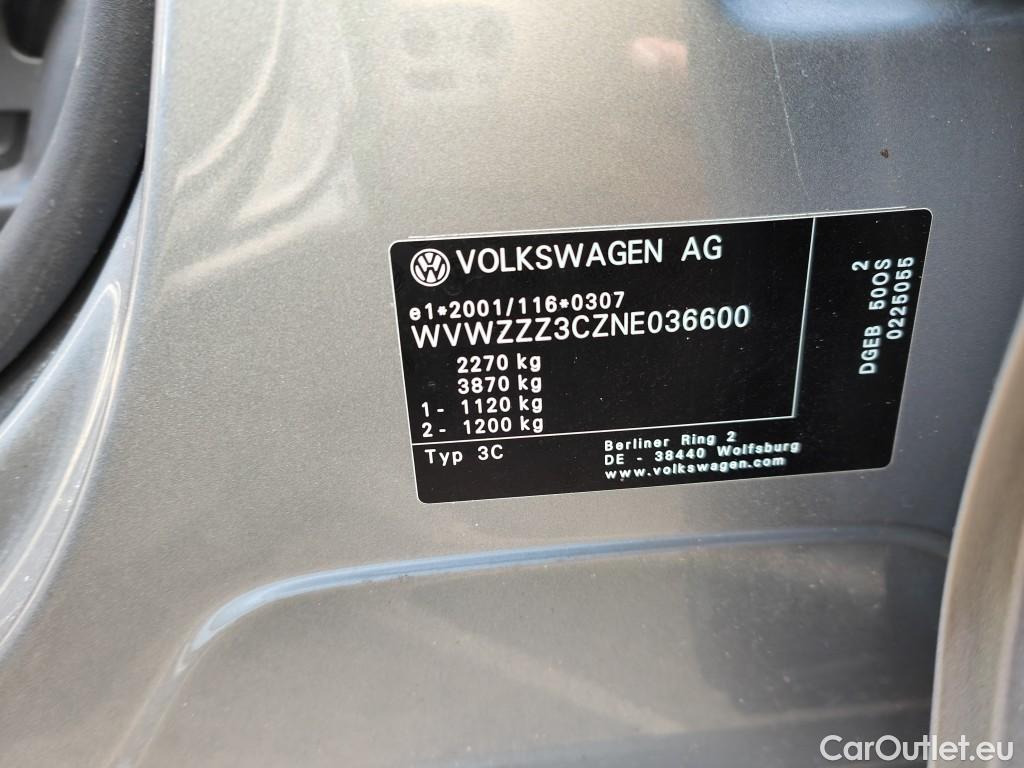 VOLKSWAGEN AG
e1*2001/116*0307
WVWZZZ3CZNE036600
2270 kg
3870 kg
1- 1120 kg
2- 1200 kg
Typ 3C
Berliner Ring 2
DE - 38440 Wolfsburg
www.volkswagen.com
2
DGEB 50OS
0225055
CarOutlet.eu